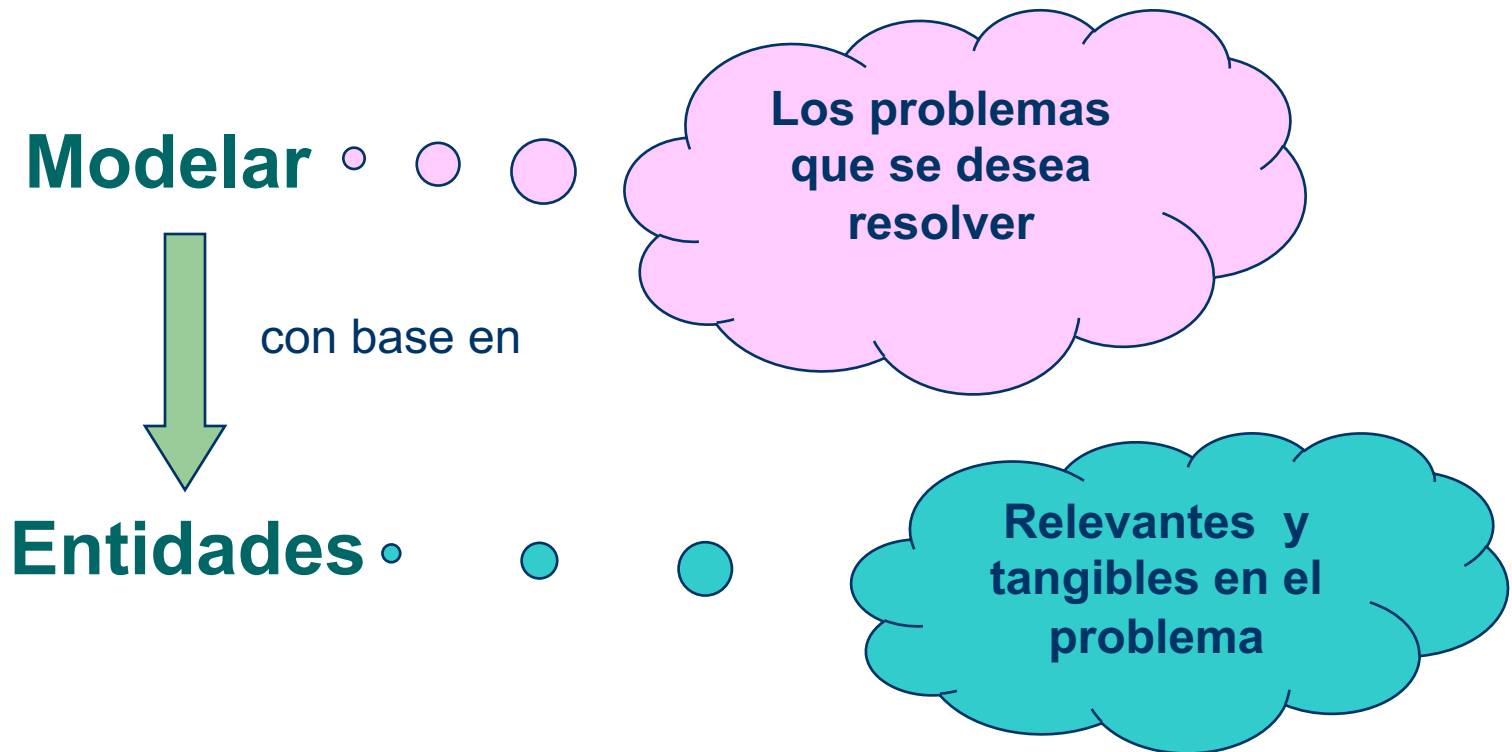 Modelar
Los problemas
que se desea
resolver
con base en
Entidades
Relevantes y
tangibles en el
problema